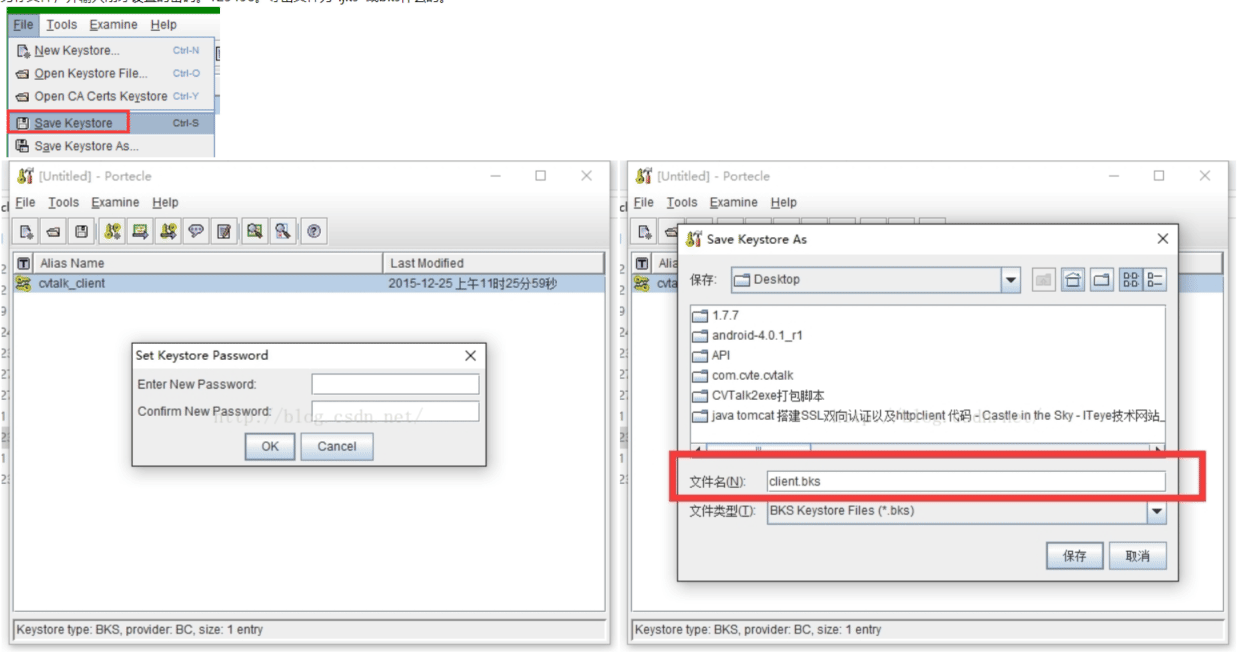 File Tools Examine Help
New Keystore... Ctrl-N
Open Keystore File... Ctrl-O
Open CA Certs Keystore Ctrl-Y
Save Keystore Ctrl-S
Save Keystore As...
[Untitled] - Portecle
File Tools Examine Help
Alias Name Last Modified
cvtalk_client 2015-12-25 上午11时25分59秒
Set Keystore Password
Enter New Password:
Confirm New Password:
http://blog.csdn.net/
OK Cancel
Keystore type: BKS, provider: BC, size: 1 entry
[Untitled] - Portecle
File Tools Examine Help
Alia
cvta
Save Keystore As
保存: Desktop
1.7.7
android-4.0.1_r1
API
com.cvte.cvtalk
CVTalk2exe打包脚本
java tomcat 搭建SSL双向认证以及httpclient 代码 - Castle in the Sky - ITeye技术网站_
文件名(N): client.bks
文件类型(T): BKS Keystore Files (*.bks)
保存 取消
Keystore type: BKS, provider: BC, size: 1 entry